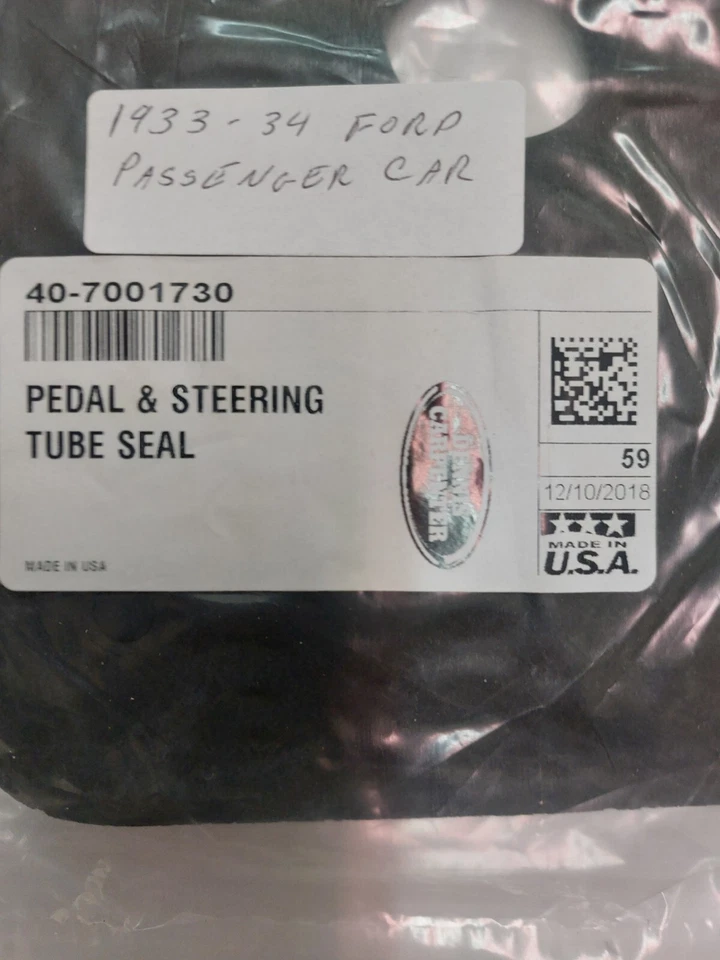 1933-34 FORD
PASSENGER CAR
40-7001730
PEDAL & STEERING
TUBE SEAL
MADE IN USA
CARPENTER
59
12/10/2018
MADE IN
U.S.A.